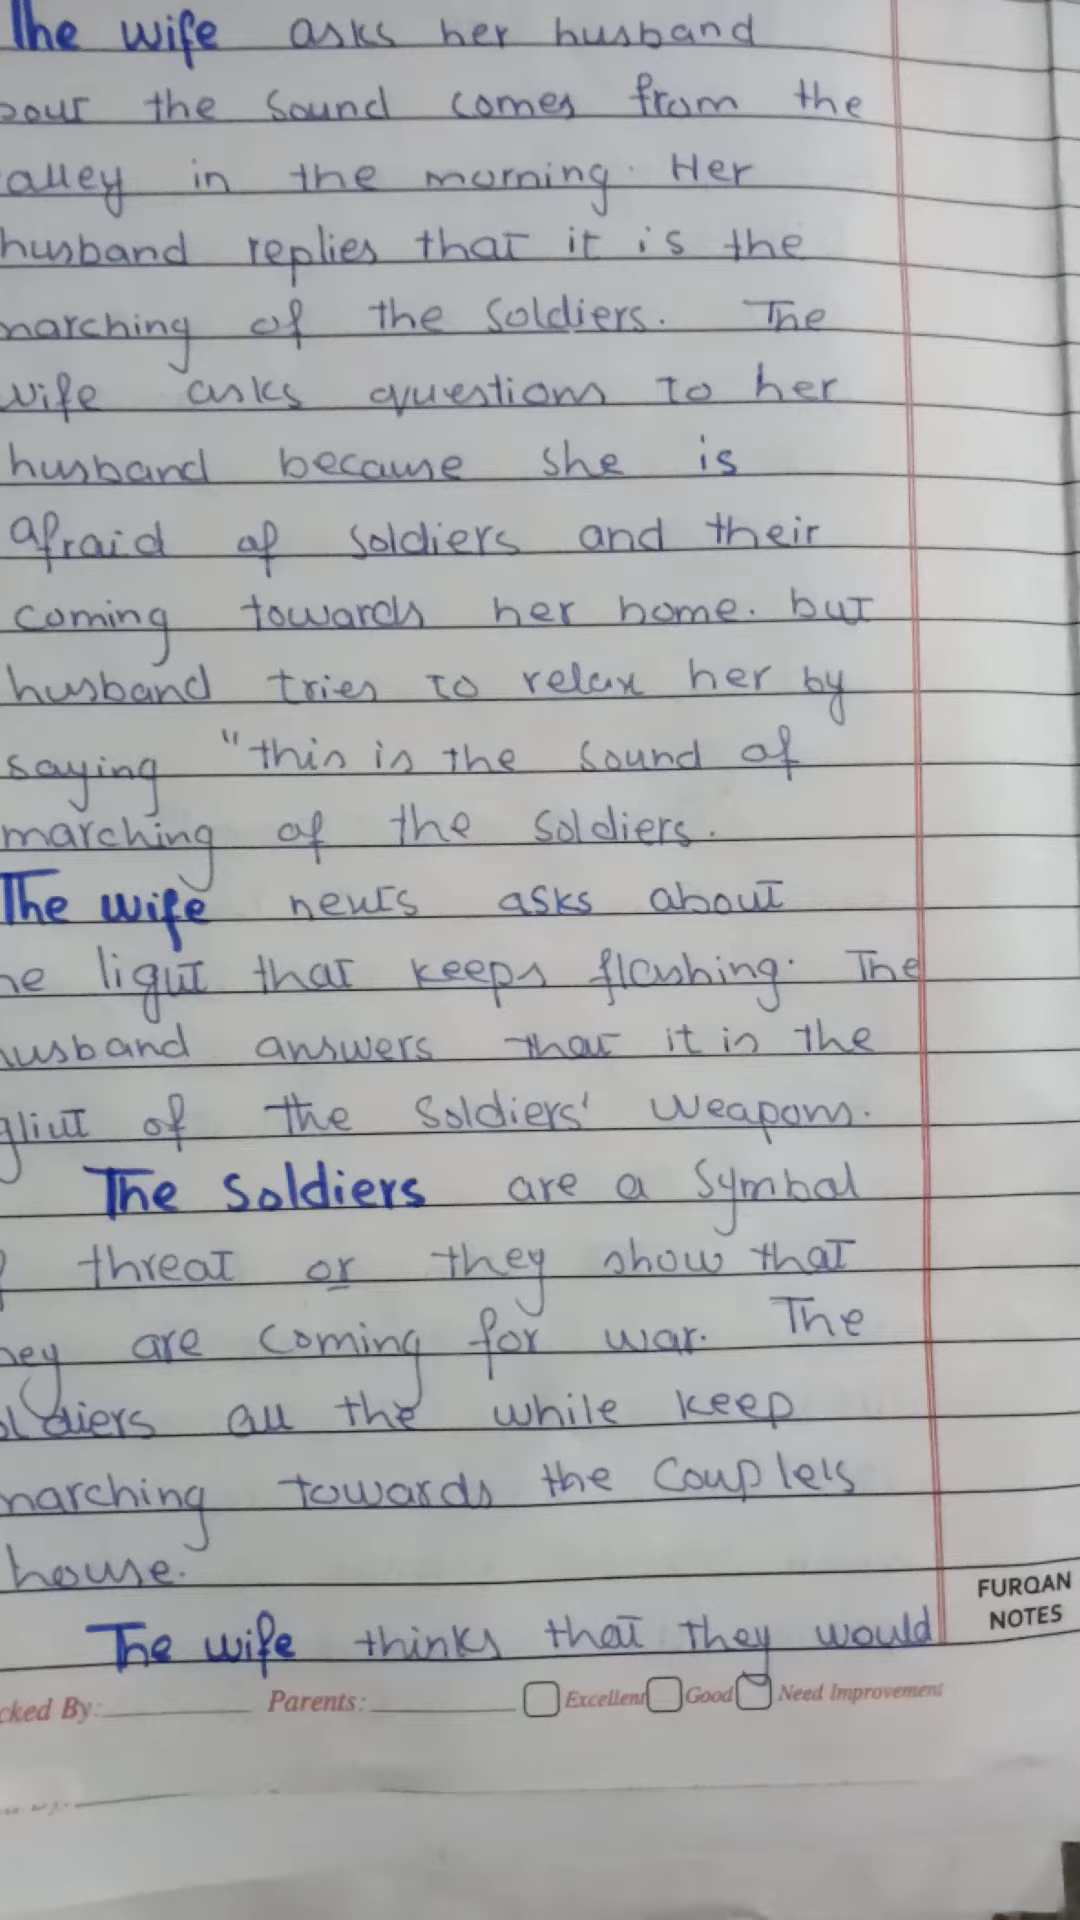 The wife asks her husband
bout the sound comes from the
alley in the morning. Her
husband replies that it is the
marching of the soldiers. The
wife asks questions to her
husband because she is
afraid of soldiers and their
coming towards her home. but
husband tries to relax her by
saying "this is the sound of
marching of the soldiers.
The wife nexts asks about
he light that keeps flashing. The
husband answers that it is the
glint of the soldiers' weapons.
The Soldiers are a symbol
threat or they show that
hey are coming for war. The
oldiers all the while keep
marching towards the couple's
house.
The wife thinks that they would
FURQAN
NOTES
cked By: Parents: Excellent Good Need Improvement